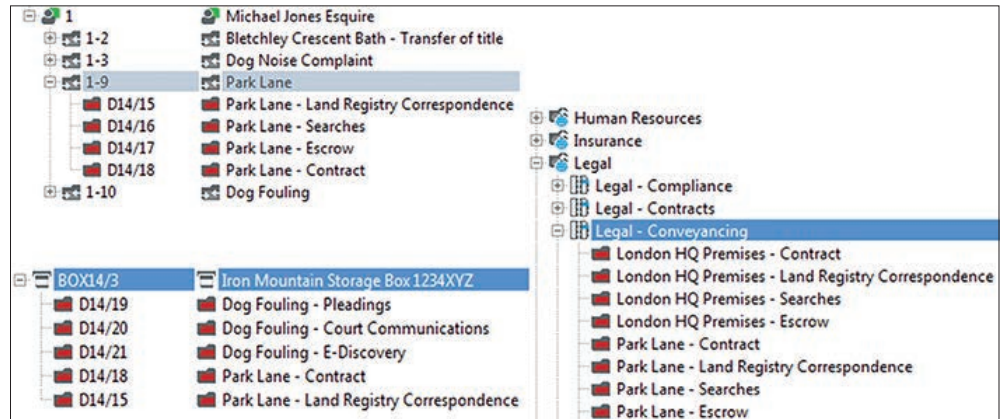 1 Michael Jones Esquire
1-2 Bletchley Crescent Bath - Transfer of title
1-3 Dog Noise Complaint
1-9 Park Lane
D14/15 Park Lane - Land Registry Correspondence
D14/16 Park Lane - Searches
D14/17 Park Lane - Escrow
D14/18 Park Lane - Contract
1-10 Dog Fouling
BOX14/3 Iron Mountain Storage Box 1234XYZ
D14/19 Dog Fouling - Pleadings
D14/20 Dog Fouling - Court Communications
D14/21 Dog Fouling - E-Discovery
D14/18 Park Lane - Contract
D14/15 Park Lane - Land Registry Correspondence
Human Resources
Insurance
Legal
Legal - Compliance
Legal - Contracts
Legal - Conveyancing
London HQ Premises - Contract
London HQ Premises - Land Registry Correspondence
London HQ Premises - Searches
London HQ Premises - Escrow
Park Lane - Contract
Park Lane - Land Registry Correspondence
Park Lane - Searches
Park Lane - Escrow